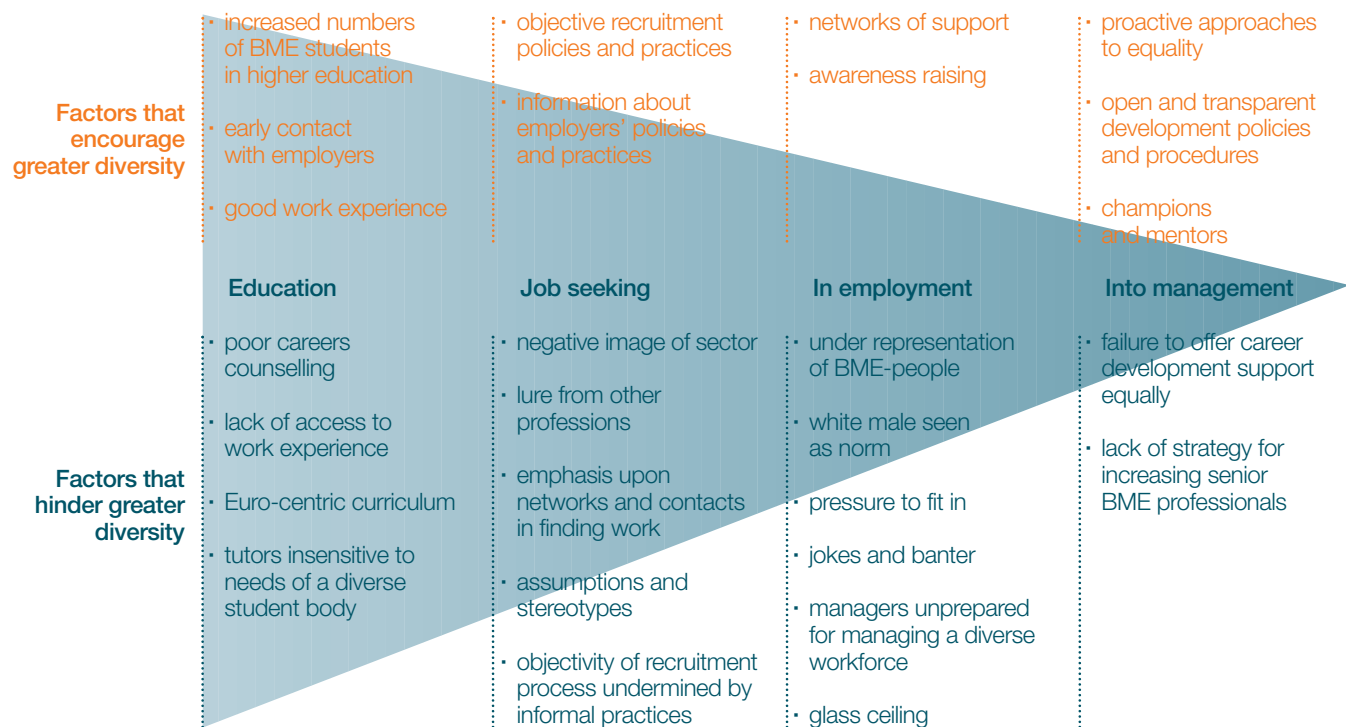 Factors that
encourage
greater diversity
· increased numbers
of BME students
in higher education
· early contact
with employers
· good work experience
· objective recruitment
policies and practices
· information about
employers’ policies
and practices
· networks of support
· awareness raising
· proactive approaches
to equality
· open and transparent
development policies
and procedures
· champions
and mentors
Education
Job seeking
In employment
Into management
Factors that
hinder greater
diversity
· poor careers
counselling
· lack of access to
work experience
· Euro-centric curriculum
· tutors insensitive to
needs of a diverse
student body
· negative image of sector
· lure from other
professions
· emphasis upon
networks and contacts
in finding work
· assumptions and
stereotypes
· objectivity of recruitment
process undermined by
informal practices
· under representation
of BME-people
· white male seen
as norm
· pressure to fit in
· jokes and banter
· managers unprepared
for managing a diverse
workforce
· glass ceiling
· failure to offer career
development support
equally
· lack of strategy for
increasing senior
BME professionals